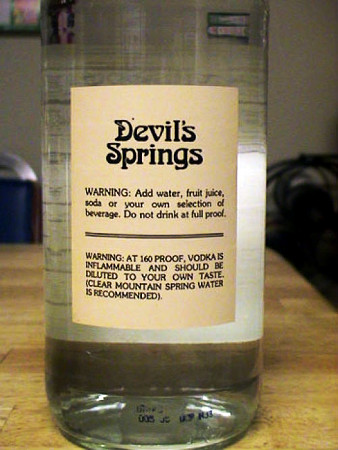 Devil's
Springs
WARNING: Add water, fruit juice,
soda or your own selection of
beverage. Do not drink at full proof.
WARNING: AT 160 PROOF, VODKA IS
INFLAMMABLE AND SHOULD BE
DILUTED TO YOUR OWN TASTE.
(CLEAR MOUNTAIN SPRING WATER
IS RECOMMENDED).